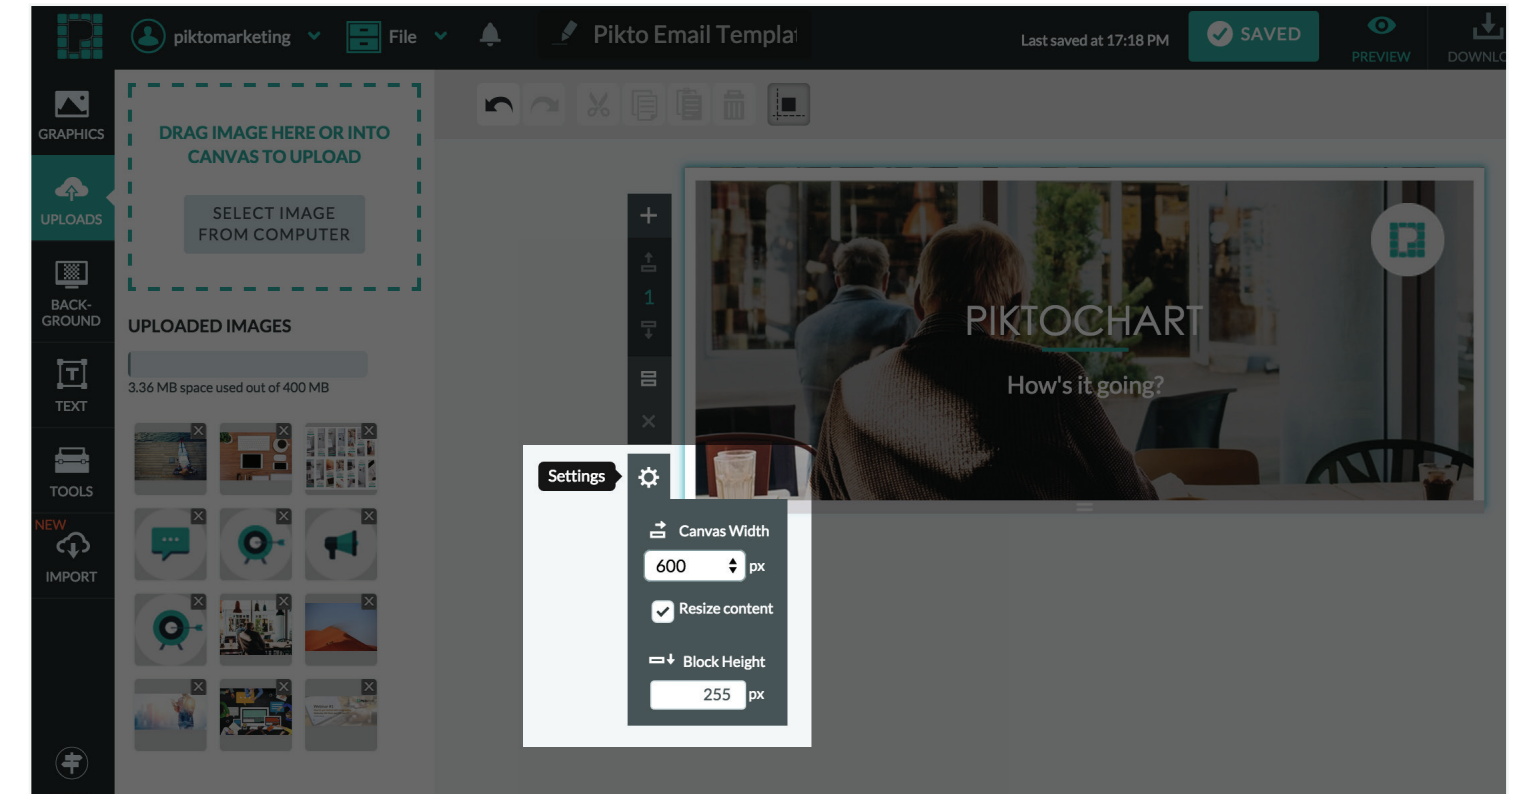 piktomarketing
File
Pikto Email Templat
Last saved at 17:18 PM
SAVED
PREVIEW
DOWNLO
GRAPHICS
UPLOADS
BACK-
GROUND
TEXT
TOOLS
NEW
IMPORT
DRAG IMAGE HERE OR INTO
CANVAS TO UPLOAD
SELECT IMAGE
FROM COMPUTER
UPLOADED IMAGES
3.36 MB space used out of 400 MB
1
PIKTOCHART
How's it going?
Settings
Canvas Width
600 px
Resize content
Block Height
255 px